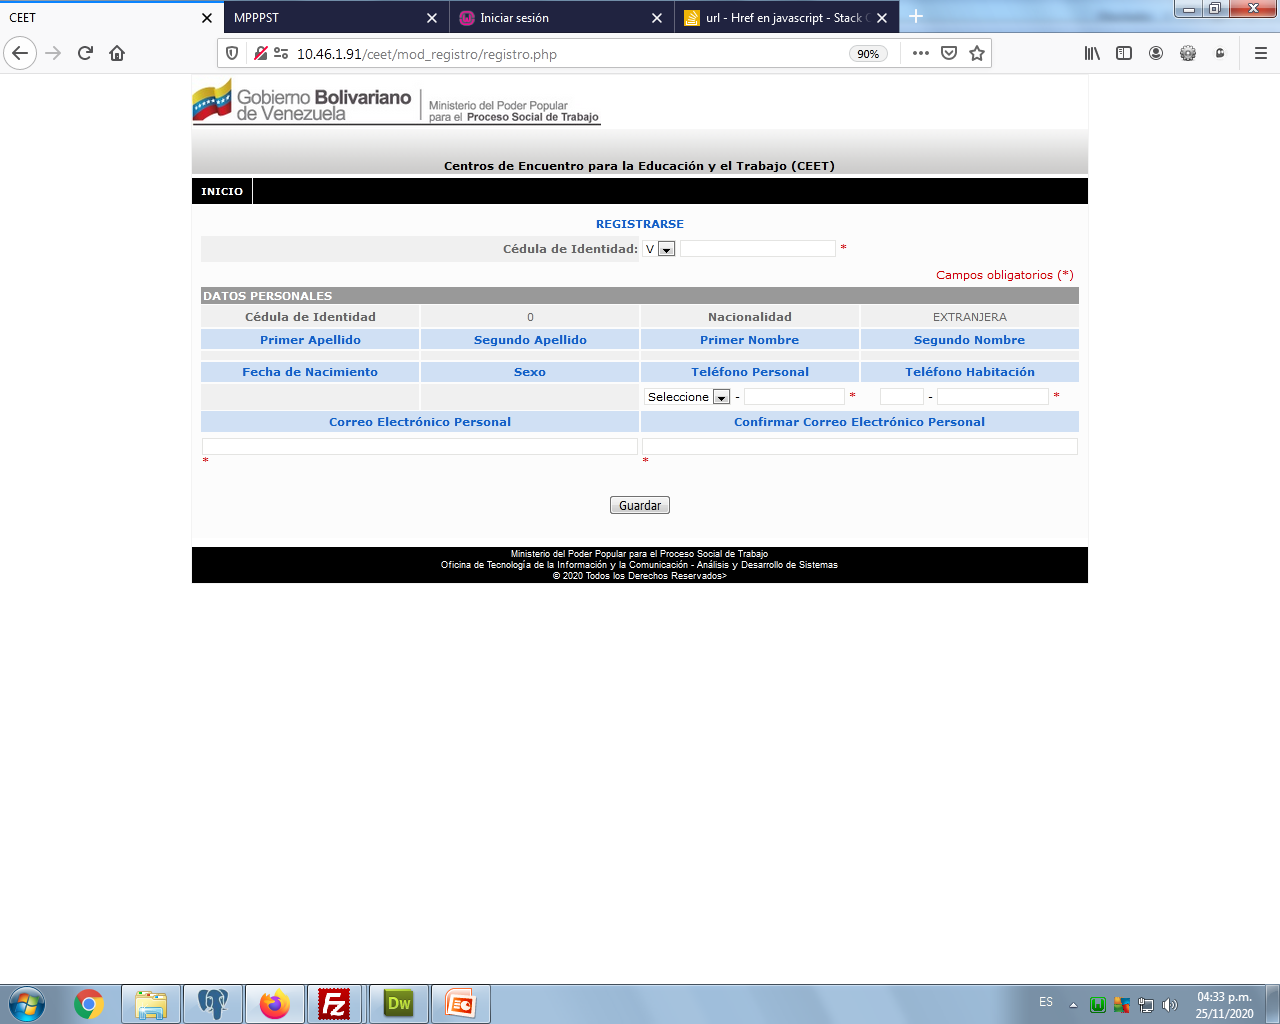 CEET
MPPPST
Iniciar sesión
url - Href en javascript - Stack
10.46.1.91/ceet/mod_registro/registro.php
90%
Gobierno Bolivariano
de Venezuela
Ministerio del Poder Popular
para el Proceso Social de Trabajo
Centros de Encuentro para la Educación y el Trabajo (CEET)
INICIO
REGISTRARSE
Cédula de Identidad: V *
Campos obligatorios (*)
DATOS PERSONALES
Cédula de Identidad 0 Nacionalidad EXTRANJERA
Primer Apellido Segundo Apellido Primer Nombre Segundo Nombre
Fecha de Nacimiento Sexo Teléfono Personal Teléfono Habitación
Seleccione - * - *
Correo Electrónico Personal Confirmar Correo Electrónico Personal
* *
Guardar
Ministerio del Poder Popular para el Proceso Social de Trabajo
Oficina de Tecnología de la Información y la Comunicación - Análisis y Desarrollo de Sistemas
© 2020 Todos los Derechos Reservados>
Fz
Dw
ES
04:33 p.m.
25/11/2020